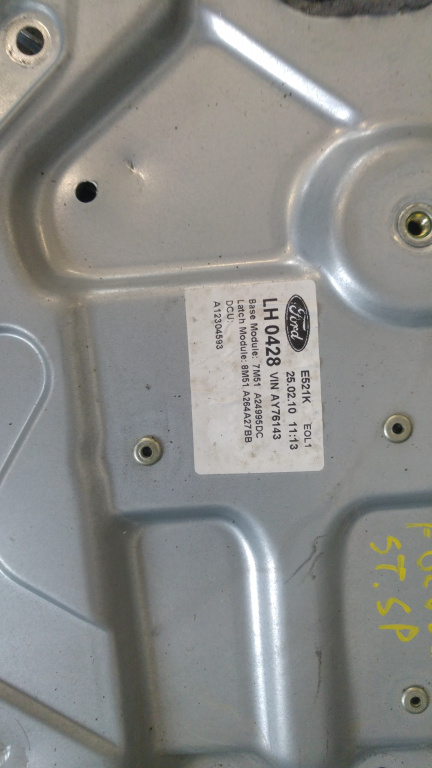 Ford E521K EOL1
25.02.10 11:13
LH 0428 VIN AY76143
Base Module: 7M51 A24995DC
Latch Module: 8M51 A264A27BB
DCU:
A12304593
ST. SP